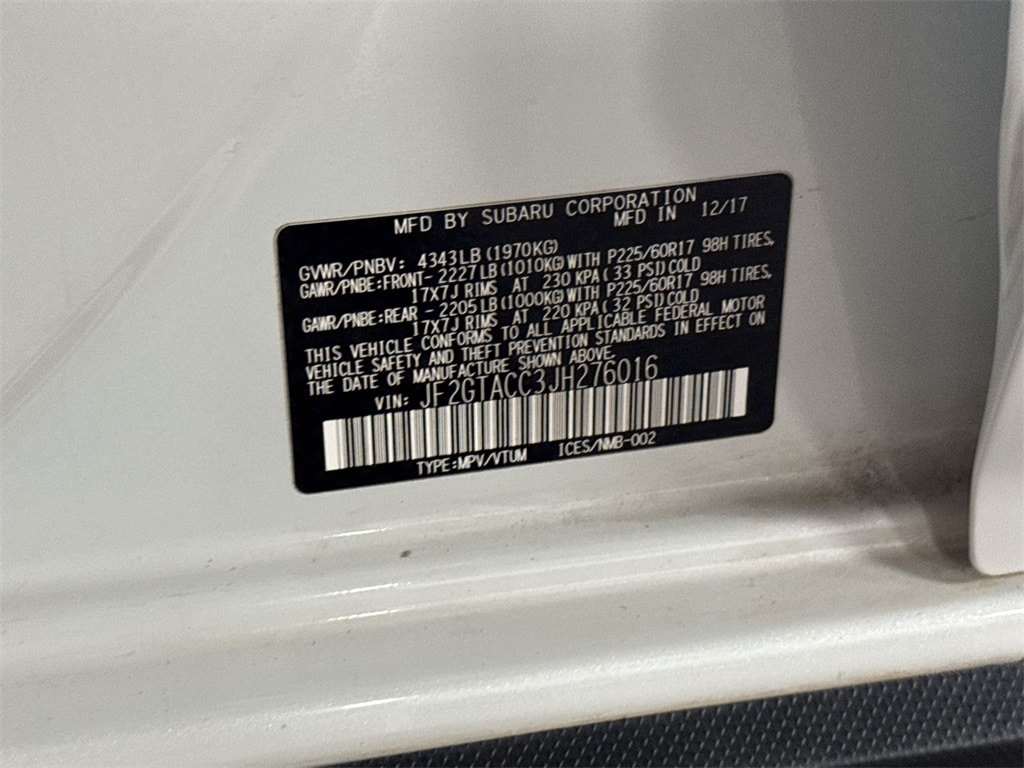 MFD BY SUBARU CORPORATION
MFD IN 12/17
GVWR/PNBV: 4343LB(1970KG)
GAWR/PNBE:FRONT-2227LB(1010KG)WITH P225/60R17 98H TIRES,
17X7J RIMS AT 230 KPA( 33 PSI)COLD
GAWR/PNBE:REAR -2205LB(1000KG)WITH P225/60R17 98H TIRES,
17X7J RIMS AT 220 KPA( 32 PSI)COLD
THIS VEHICLE CONFORMS TO ALL APPLICABLE FEDERAL MOTOR
VEHICLE SAFETY AND THEFT PREVENTION STANDARDS IN EFFECT ON
THE DATE OF MANUFACTURE SHOWN ABOVE.
VIN: JF2GTACC3JH276016
TYPE:MPV/VTUM ICES/NMB-002